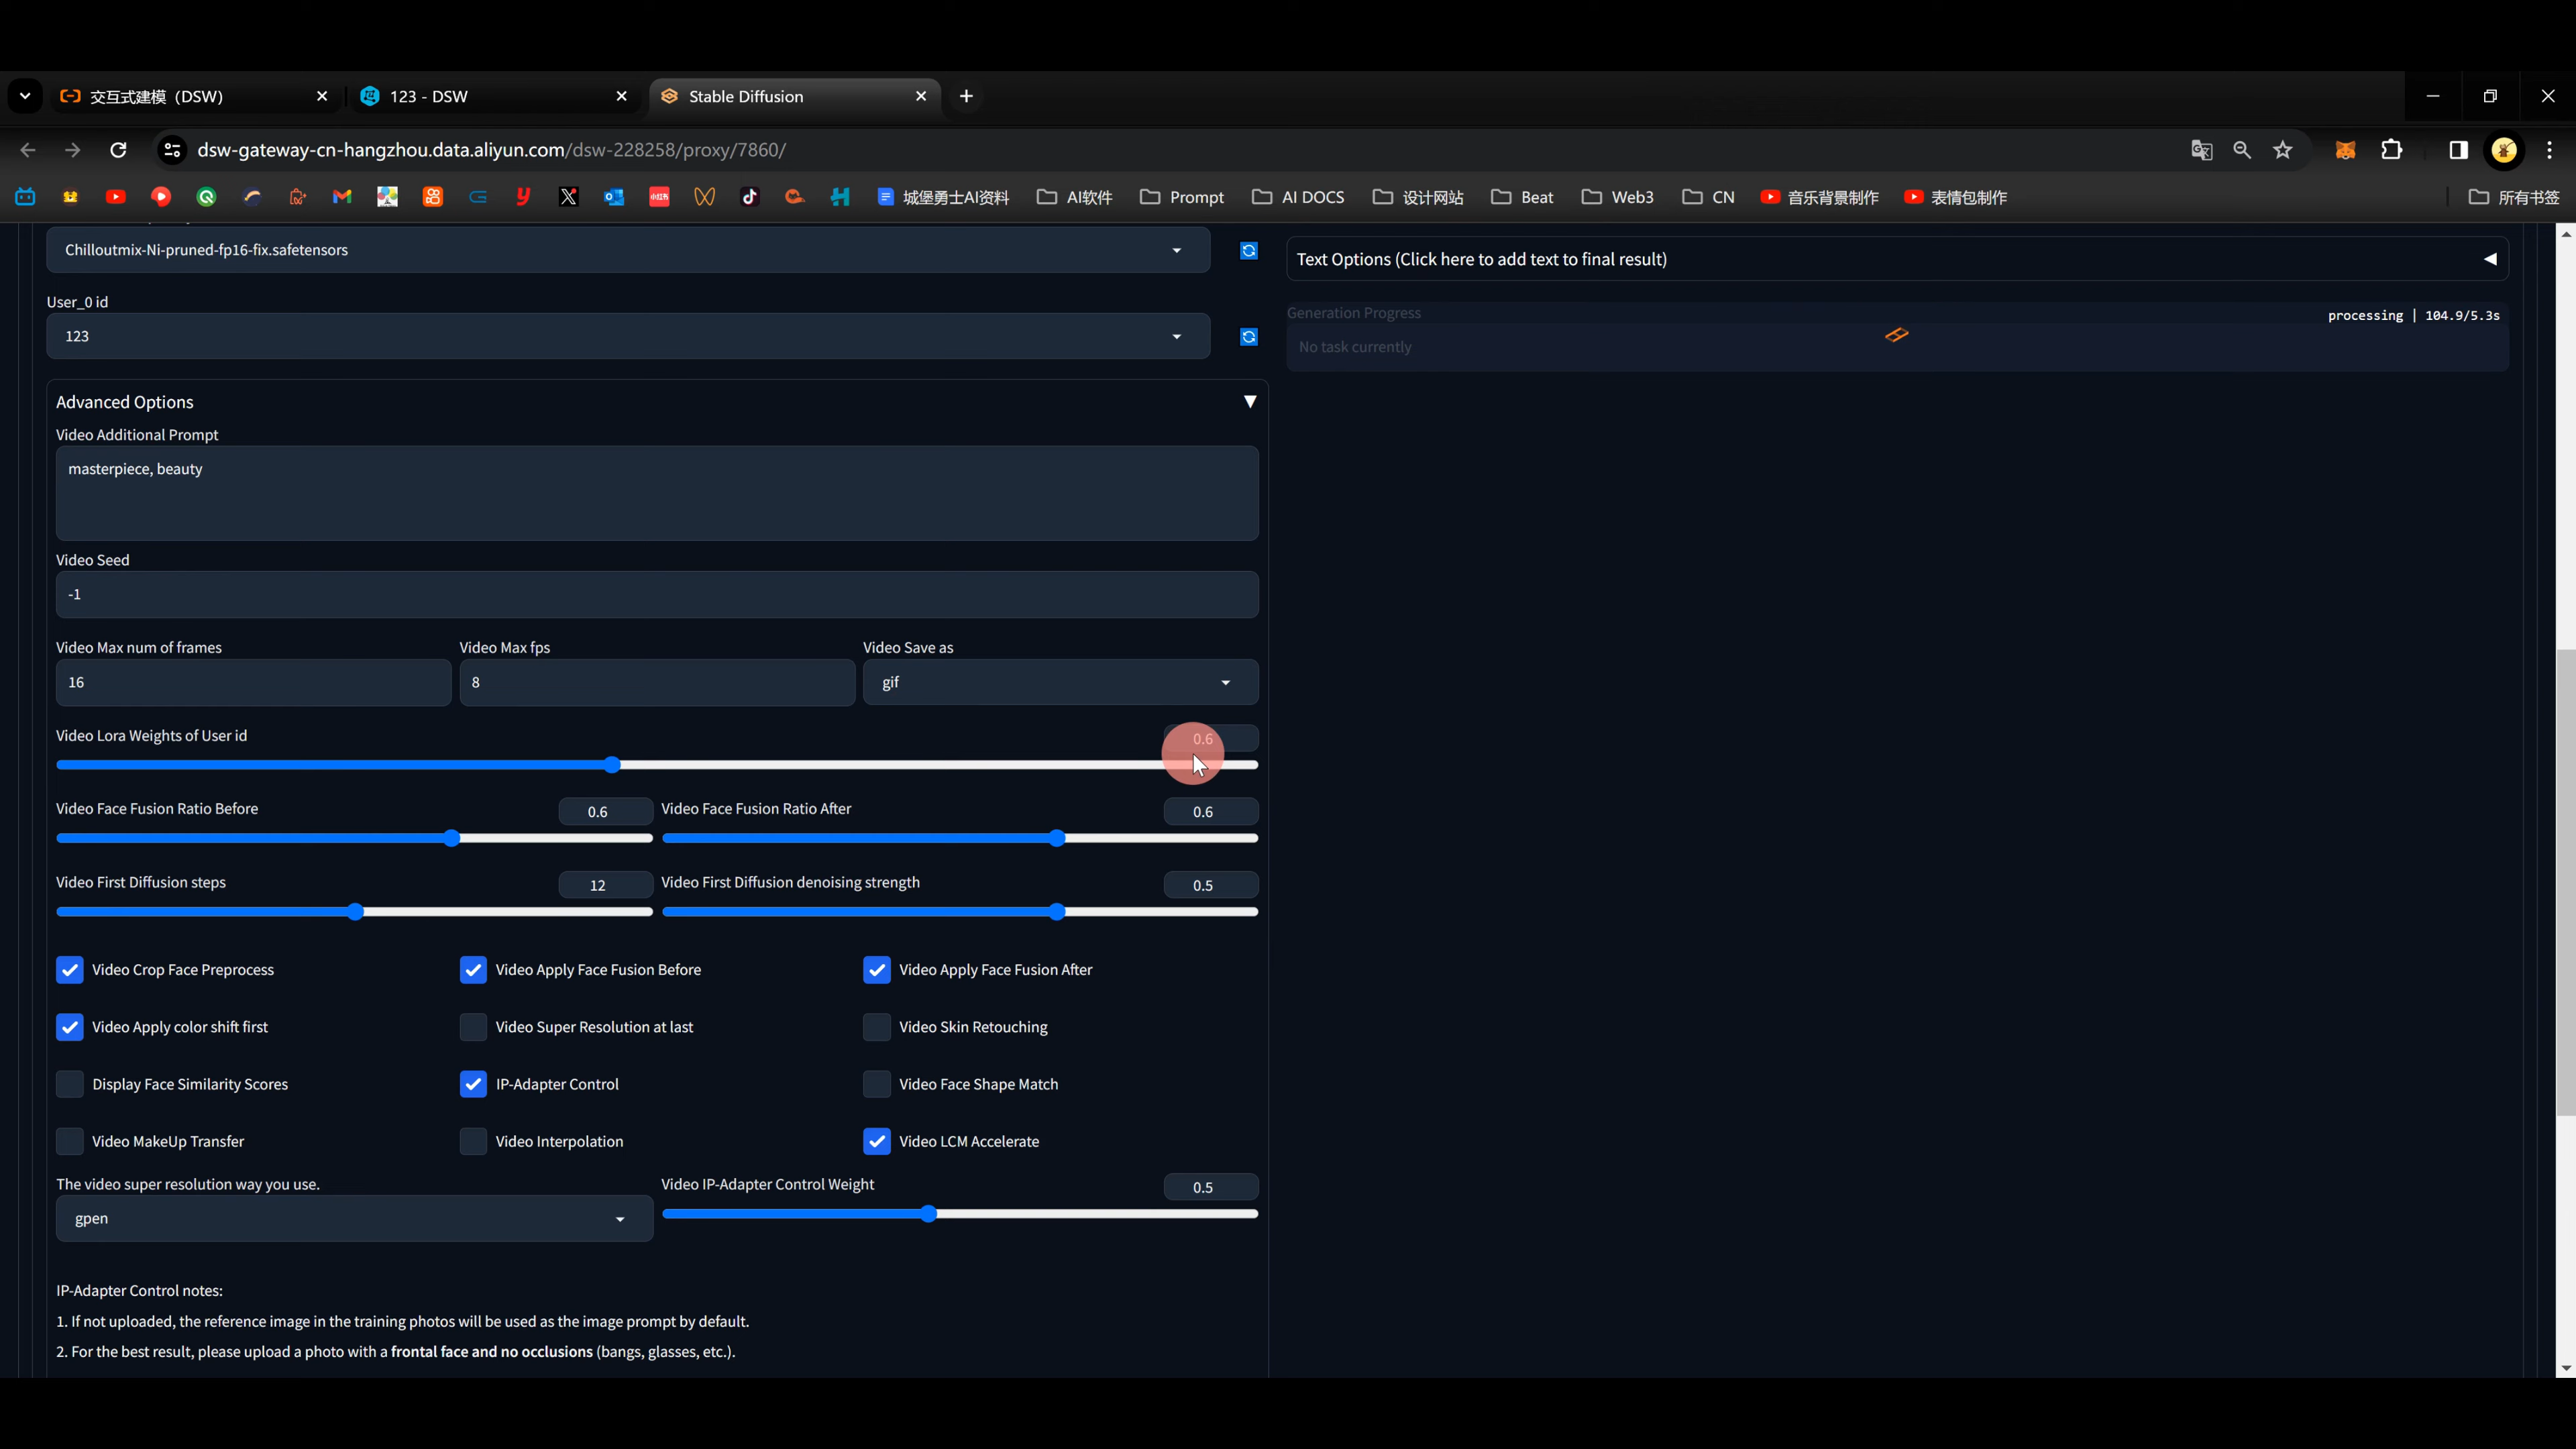 交互式建模（DSW）
123 - DSW
Stable Diffusion
dsw-gateway-cn-hangzhou.data.aliyun.com/dsw-228258/proxy/7860/
城堡勇士AI资料
AI软件
Prompt
AI DOCS
设计网站
Beat
Web3
CN
音乐背景制作
表情包制作
所有书签
Chilloutmix-Ni-pruned-fp16-fix.safetensors
User_0 id
123
Advanced Options
Video Additional Prompt
masterpiece, beauty
Video Seed
-1
Video Max num of frames
16
Video Max fps
8
Video Save as
gif
Video Lora Weights of User id
0.6
Video Face Fusion Ratio Before
0.6
Video Face Fusion Ratio After
0.6
Video First Diffusion steps
12
Video First Diffusion denoising strength
0.5
Video Crop Face Preprocess
Video Apply Face Fusion Before
Video Apply Face Fusion After
Video Apply color shift first
Video Super Resolution at last
Video Skin Retouching
Display Face Similarity Scores
IP-Adapter Control
Video Face Shape Match
Video MakeUp Transfer
Video Interpolation
Video LCM Accelerate
The video super resolution way you use.
gpen
Video IP-Adapter Control Weight
0.5
IP-Adapter Control notes:
1. If not uploaded, the reference image in the training photos will be used as the image prompt by default.
2. For the best result, please upload a photo with a frontal face and no occlusions (bangs, glasses, etc.).
Text Options (Click here to add text to final result)
Generation Progress
processing | 104.9/5.3s
No task currently